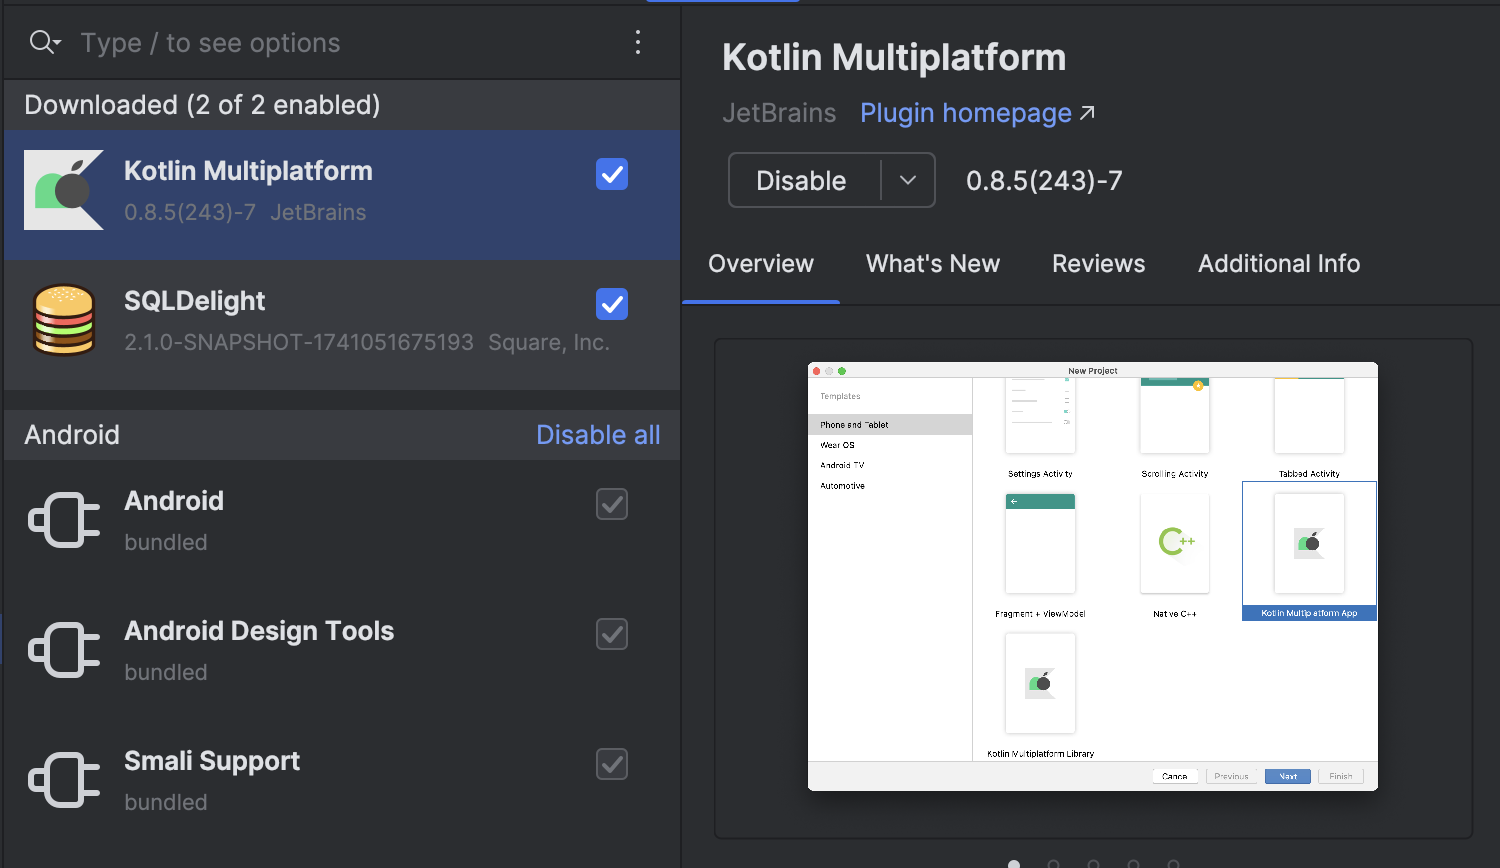 Type / to see options
Downloaded (2 of 2 enabled)
Kotlin Multiplatform
0.8.5(243)-7 JetBrains
SQLDelight
2.1.0-SNAPSHOT-1741051675193 Square, Inc.
Android Disable all
Android
bundled
Android Design Tools
bundled
Smali Support
bundled
Kotlin Multiplatform
JetBrains Plugin homepage
Disable 0.8.5(243)-7
Overview What's New Reviews Additional Info
New Project
Templates
Phone and Tablet
Wear OS
Android TV
Automotive
Settings Activity Scrolling Activity Tabbed Activity
C++
Fragment + ViewModel Native C++ Kotlin Multiplatform App
Kotlin Multiplatform Library
Cancel Previous Next Finish